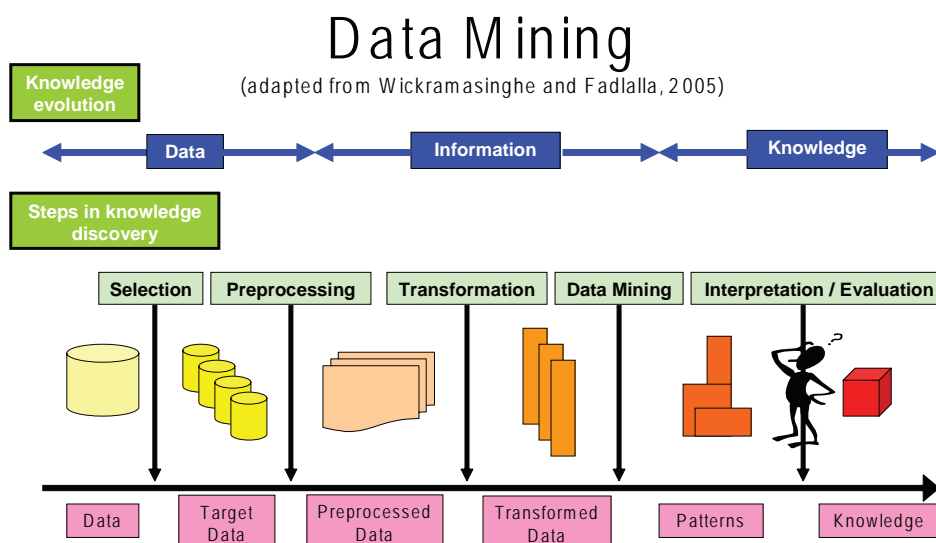 Data Mining
(adapted from Wickramasinghe and Fadlalla, 2005)
Knowledge
evolution
Data
Information
Knowledge
Steps in knowledge
discovery
Selection
Preprocessing
Transformation
Data Mining
Interpretation / Evaluation
?
Data
Target
Data
Preprocessed
Data
Transformed
Data
Patterns
Knowledge